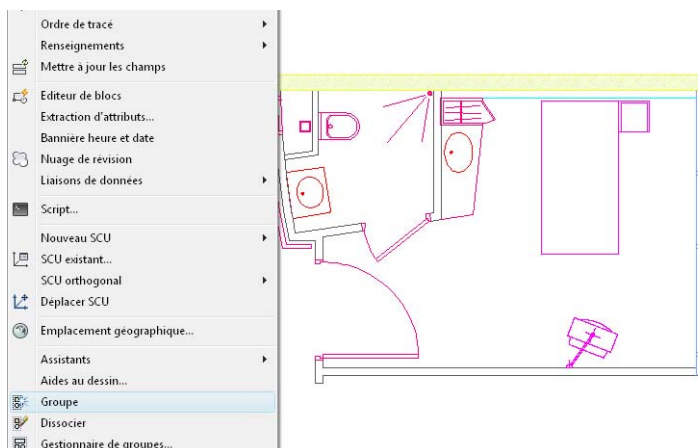 Ordre de tracé
Renseignements
Mettre à jour les champs
Editeur de blocs
Extraction d'attributs...
Bannière heure et date
Nuage de révision
Liaisons de données
Script...
Nouveau SCU
SCU existant...
SCU orthogonal
Déplacer SCU
Emplacement géographique...
Assistants
Aides au dessin...
Groupe
Dissocier
Gestionnaire de groupes...